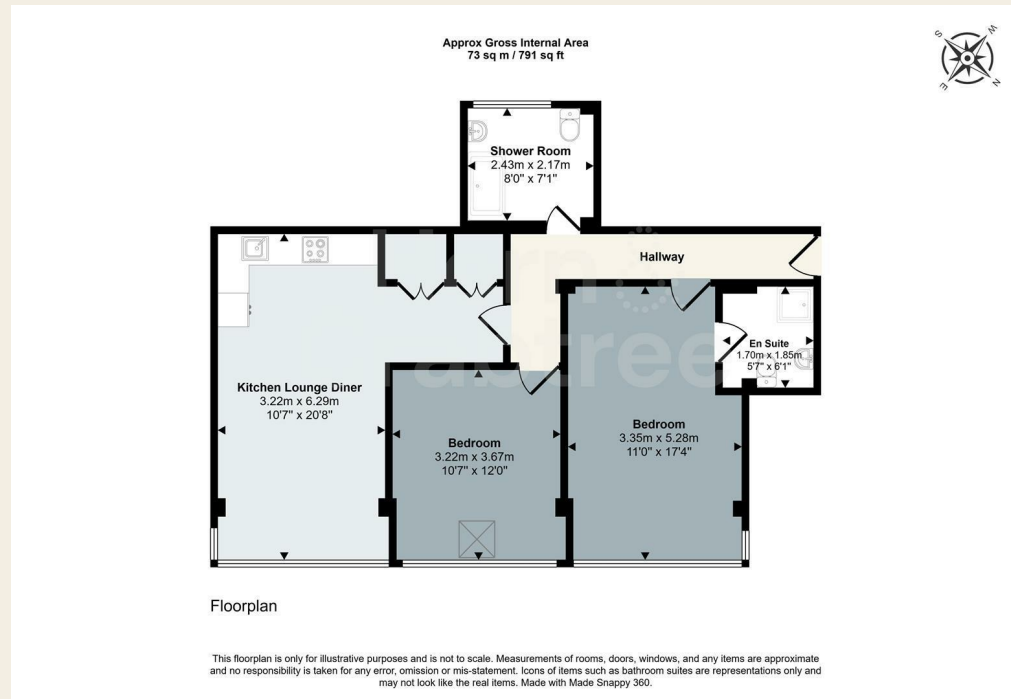 Approx Gross Internal Area
73 sq m / 791 sq ft
S
W
E
N
Shower Room
2.43m x 2.17m
8'0" x 7'1"
Hallway
En Suite
1.70m x 1.85m
5'7" x 6'1"
Kitchen Lounge Diner
3.22m x 6.29m
10'7" x 20'8"
Bedroom
3.22m x 3.67m
10'7" x 12'0"
Bedroom
3.35m x 5.28m
11'0" x 17'4"
Floorplan
This floorplan is only for illustrative purposes and is not to scale. Measurements of rooms, doors, windows, and any items are approximate
and no responsibility is taken for any error, omission or mis-statement. Icons of items such as bathroom suites are representations only and
may not look like the real items. Made with Made Snappy 360.